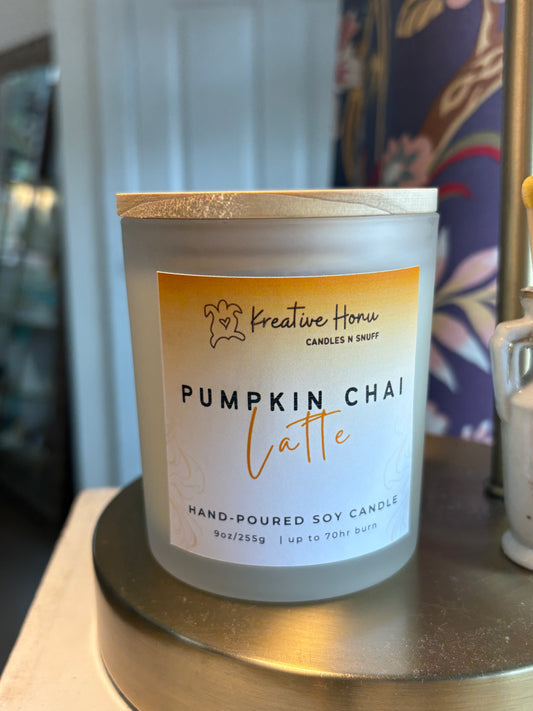 Kreative Honu
CANDLES N SNUFF
PUMPKIN CHAI
Latte
HAND-POURED SOY CANDLE
9oz/255g | up to 70hr burn